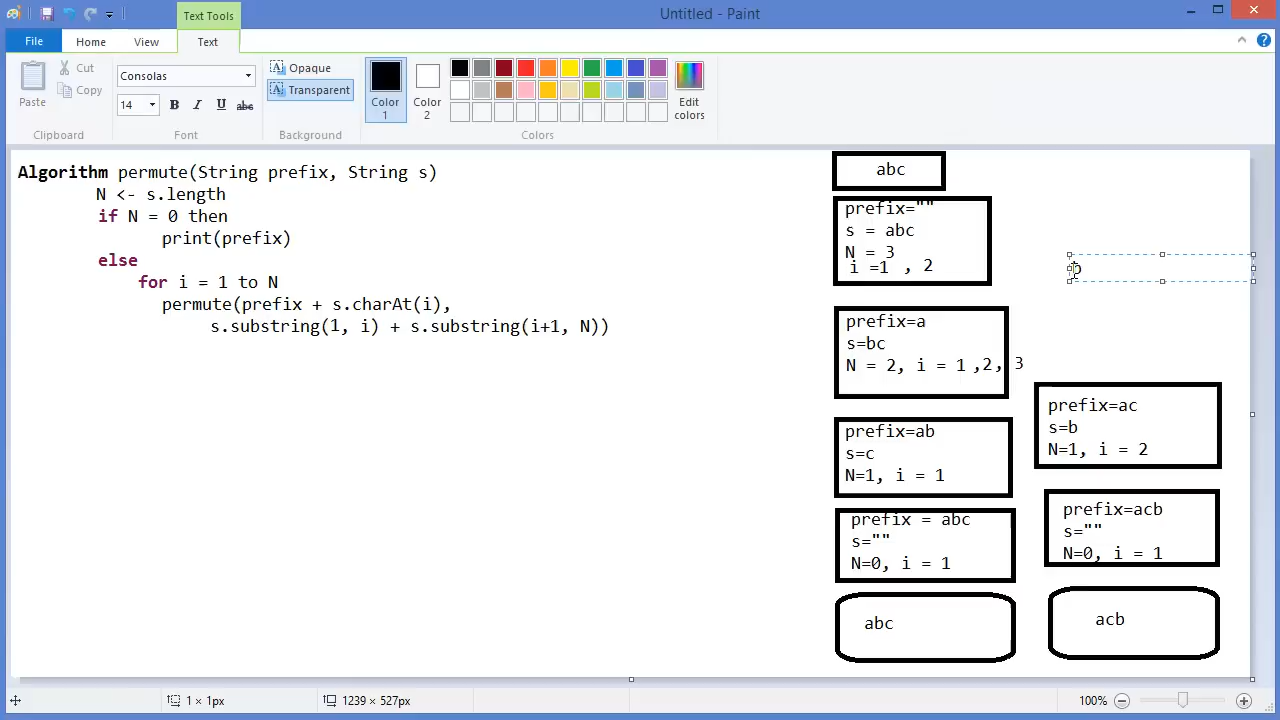 Text Tools
Untitled - Paint
File
Home
View
Text
Paste
Cut
Copy
Clipboard
Consolas
14
B I U abc
Font
Opaque
Transparent
Background
Color 1
Color 2
Edit colors
Colors
Algorithm permute(String prefix, String s)
N <- s.length
if N = 0 then
print(prefix)
else
for i = 1 to N
permute(prefix + s.charAt(i),
s.substring(1, i) + s.substring(i+1, N))
abc
prefix=""
s = abc
N = 3
i =1 , 2
prefix=a
s=bc
N = 2, i = 1 ,2, 3
prefix=ab
s=c
N=1, i = 1
prefix = abc
s=""
N=0, i = 1
abc
b
prefix=ac
s=b
N=1, i = 2
prefix=acb
s=""
N=0, i = 1
acb
1 × 1px
1239 × 527px
100%